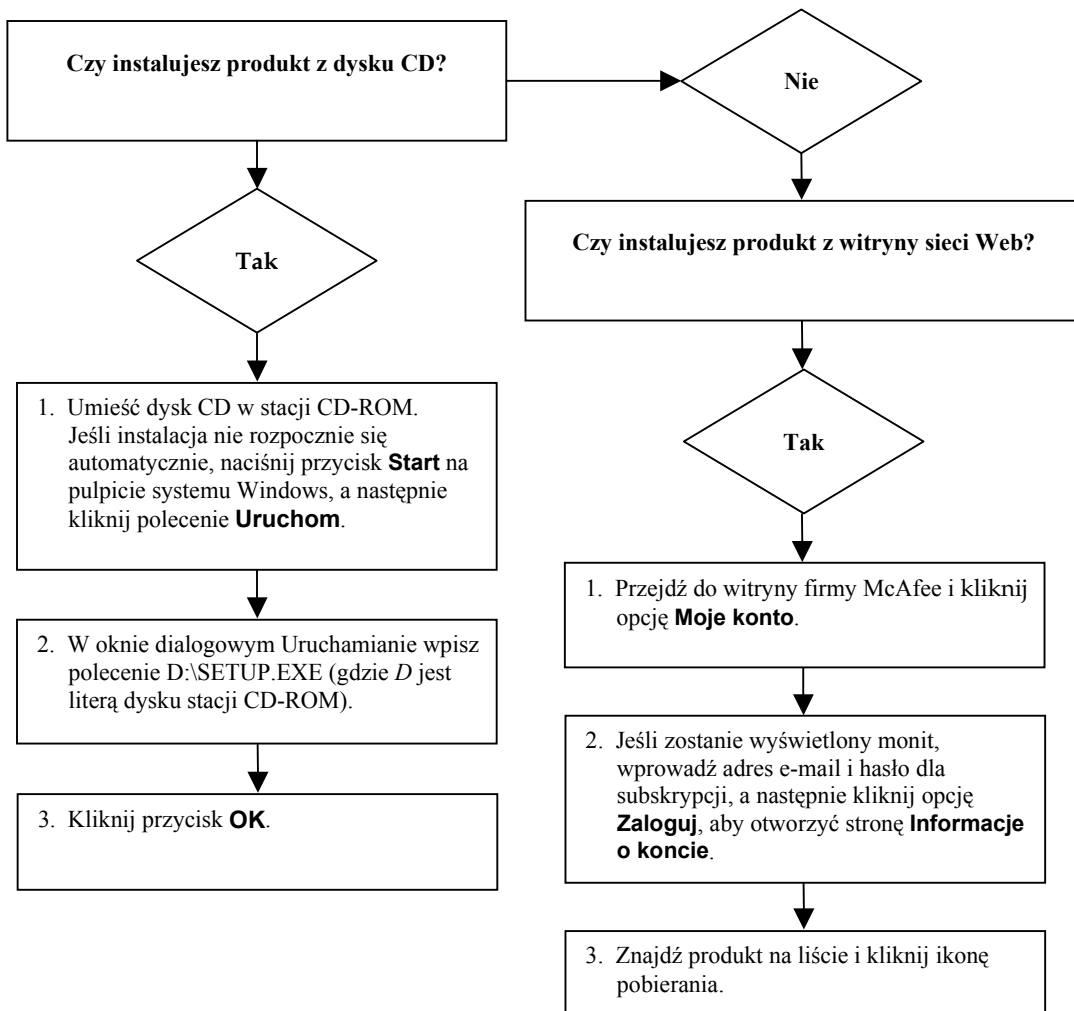 Czy instalujesz produkt z dysku CD?
Nie
Tak
1. Umieść dysk CD w stacji CD-ROM.
Jeśli instalacja nie rozpocznie się
automatycznie, naciśnij przycisk Start na
pulpicie systemu Windows, a następnie
kliknij polecenie Uruchom.
2. W oknie dialogowym Uruchamianie wpisz
polecenie D:\SETUP.EXE (gdzie D jest
literą dysku stacji CD-ROM).
3. Kliknij przycisk OK.
Czy instalujesz produkt z witryny sieci Web?
Tak
1. Przejdź do witryny firmy McAfee i kliknij
opcję Moje konto.
2. Jeśli zostanie wyświetlony monit,
wprowadź adres e-mail i hasło dla
subskrypcji, a następnie kliknij opcję
Zaloguj, aby otworzyć stronę Informacje
o koncie.
3. Znajdź produkt na liście i kliknij ikonę
pobierania.